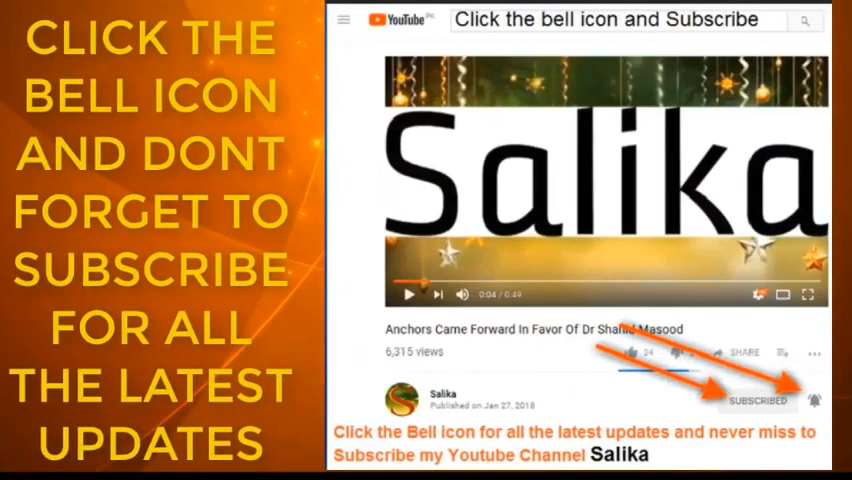 CLICK THE
BELL ICON
AND DONT
FORGET TO
SUBSCRIBE
FOR ALL
THE LATEST
UPDATES
YouTube
Click the bell icon and Subscribe
Salika
0:04 / 0:49
Anchors Came Forward In Favor Of Dr Shahid Masood
6,315 views
34
SHARE
Salika
Published on Jan 27, 2018
SUBSCRIBED
Click the Bell icon for all the latest updates and never miss to
Subscribe my Youtube Channel Salika